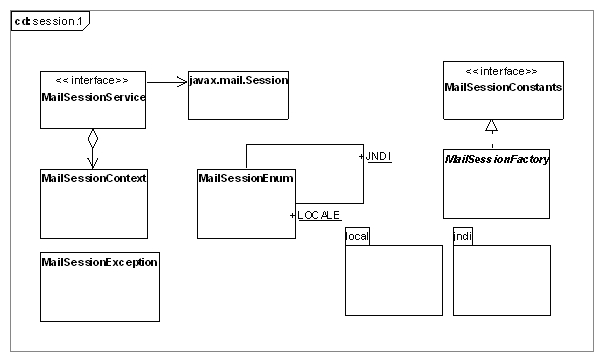 cd: session.1
<< interface>>
MailSessionService
javax.mail.Session
<< interface>>
MailSessionConstants
MailSessionContext
MailSessionEnum
+ JNDI
+ LOCALE
MailSessionFactory
MailSessionException
local
jndi